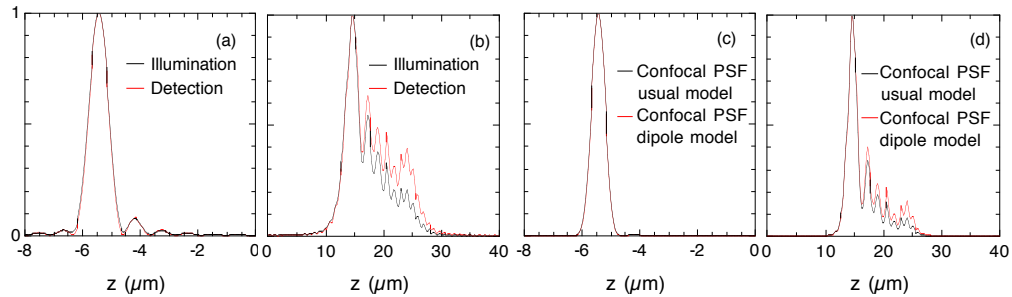 1
0
(a)
Illumination
Detection
-8 -6 -4 -2 0
z (µm)
(b)
Illumination
Detection
0 10 20 30 40
z (µm)
(c)
Confocal PSF
usual model
Confocal PSF
dipole model
-8 -6 -4 -2 0
z (µm)
(d)
Confocal PSF
usual model
Confocal PSF
dipole model
0 10 20 30 40
z (µm)